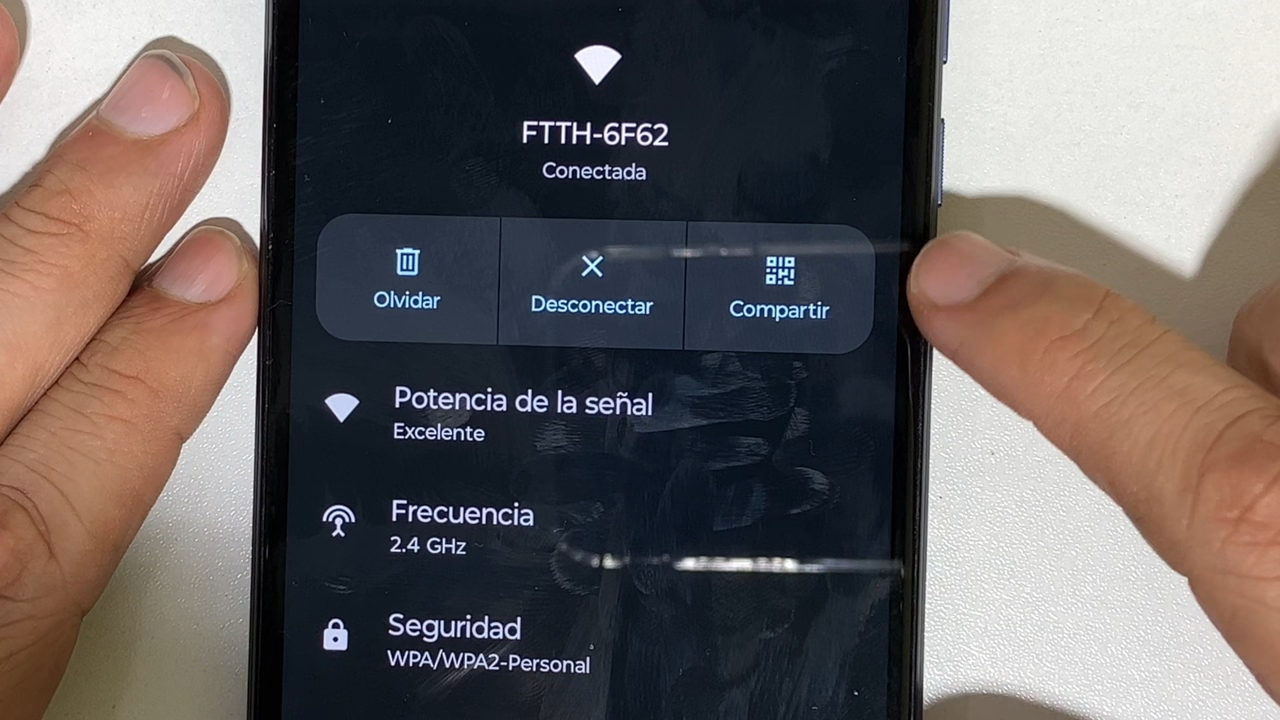 FTTH-6F62
Conectada
Olvidar
Desconectar
Compartir
Potencia de la señal
Excelente
Frecuencia
2.4 GHz
Seguridad
WPA/WPA2-Personal